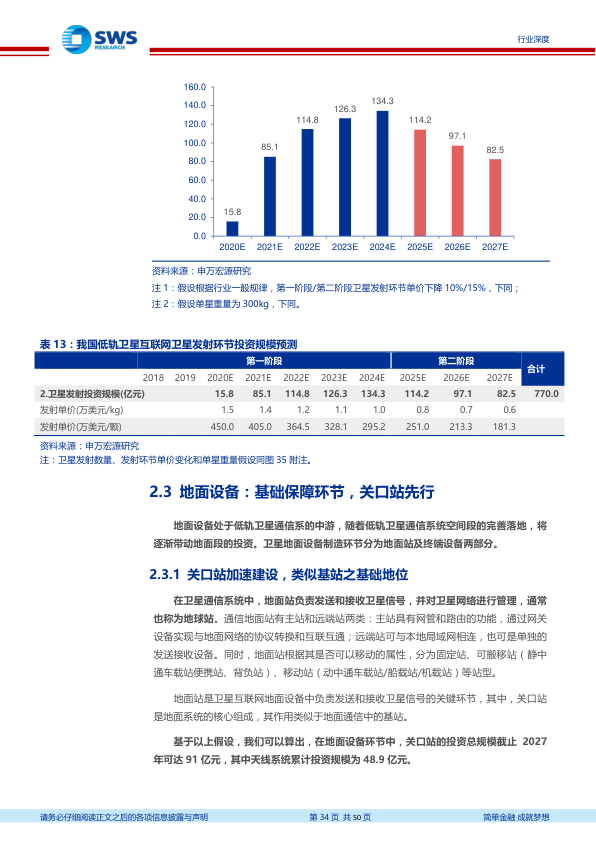 SWS
RESEARCH
行业深度
160.0
140.0
120.0
100.0
80.0
60.0
40.0
20.0
0.0
15.8
85.1
114.8
126.3
134.3
114.2
97.1
82.5
2020E 2021E 2022E 2023E 2024E 2025E 2026E 2027E
资料来源：申万宏源研究
注 1：假设根据行业一般规律，第一阶段/第二阶段卫星发射环节单价下降 10%/15%，下同；
注 2：假设单星重量为 300kg，下同。
表 13：我国低轨卫星互联网卫星发射环节投资规模预测
第一阶段 第二阶段 合计
2018 2019 2020E 2021E 2022E 2023E 2024E 2025E 2026E 2027E
2.卫星发射投资规模(亿元) 15.8 85.1 114.8 126.3 134.3 114.2 97.1 82.5 770.0
发射单价(万美元/kg) 1.5 1.4 1.2 1.1 1.0 0.8 0.7 0.6
发射单价(万美元/颗) 450.0 405.0 364.5 328.1 295.2 251.0 213.3 181.3
资料来源：申万宏源研究
注：卫星发射数量、发射环节单价变化和单星重量假设同图 35 附注。
2.3 地面设备：基础保障环节，关口站先行
地面设备处于低轨卫星通信系的中游，随着低轨卫星通信系统空间段的完善落地，将
逐渐带动地面段的投资。卫星地面设备制造环节分为地面站及终端设备两部分。
2.3.1 关口站加速建设，类似基站之基础地位
在卫星通信系统中，地面站负责发送和接收卫星信号，并对卫星网络进行管理，通常
也称为地球站。通信地面站有主站和远端站两类：主站具有网管和路由的功能，通过网关
设备实现与地面网络的协议转换和互联互通；远端站可与本地局域网相连，也可是单独的
发送接收设备。同时，地面站根据其是否可以移动的属性，分为固定站、可搬移站（静中
通车载站便携站、背负站）、移动站（动中通车载站/船载站/机载站）等站型。
地面站是卫星互联网地面设备中负责发送和接收卫星信号的关键环节，其中，关口站
是地面系统的核心组成，其作用类似于地面通信中的基站。
基于以上假设，我们可以算出，在地面设备环节中，关口站的投资总规模截止 2027
年可达 91 亿元，其中天线系统累计投资规模为 48.9 亿元。
请务必仔细阅读正文之后的各项信息披露与声明 第 34 页 共 50 页 简单金融 成就梦想